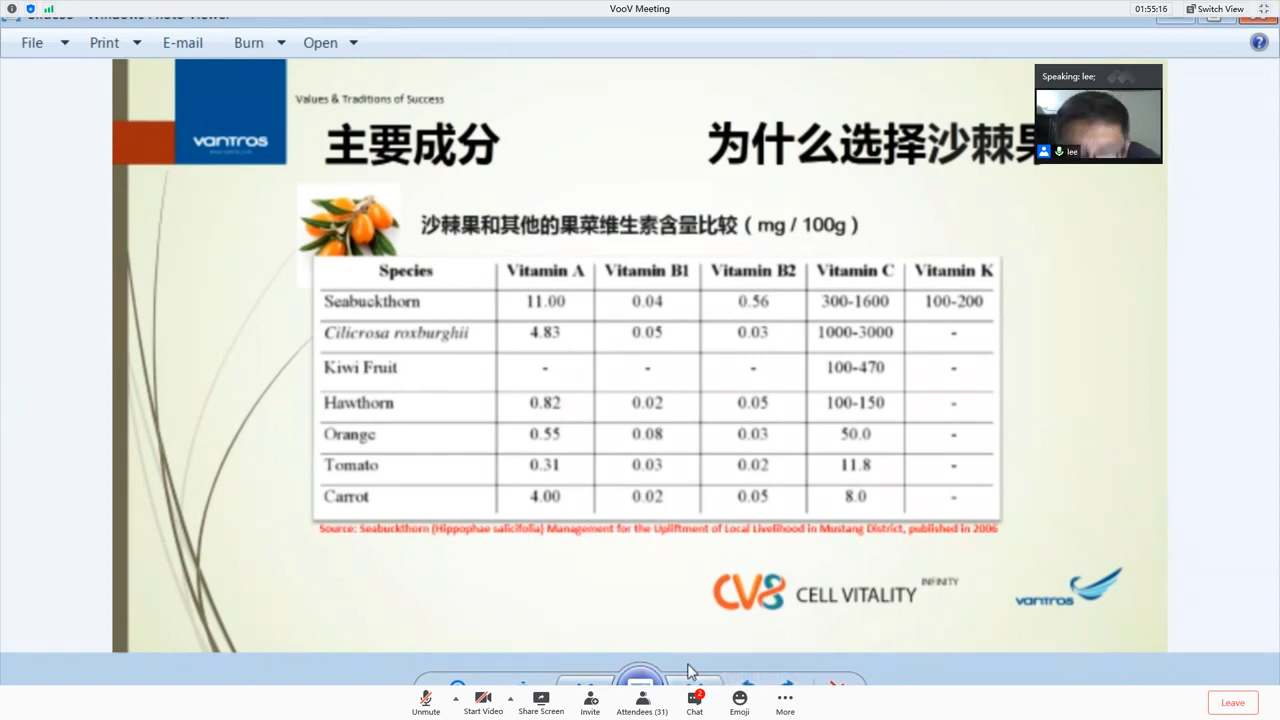 VooV Meeting
01:55:16
Switch View
File Print E-mail Burn Open
Speaking: lee;
lee
vantros
Values & Traditions of Success
主要成分 为什么选择沙棘果
沙棘果和其他的果菜维生素含量比较（mg / 100g）
Species Vitamin A Vitamin B1 Vitamin B2 Vitamin C Vitamin K
Seabuckthorn 11.00 0.04 0.56 300-1600 100-200
Cilicrosa roxburghii 4.83 0.05 0.03 1000-3000 -
Kiwi Fruit - - - 100-470 -
Hawthorn 0.82 0.02 0.05 100-150 -
Orange 0.55 0.08 0.03 50.0 -
Tomato 0.31 0.03 0.02 11.8 -
Carrot 4.00 0.02 0.05 8.0 -
Source: Seabuckthorn (Hippophae salicifolia) Management for the Upliftment of Local Livelihood in Mustang District, published in 2006
CV8 CELL VITALITY INFINITY
vantros
Unmute Start Video Share Screen Invite Attendees (31) Chat 2 Emoji More
Leave